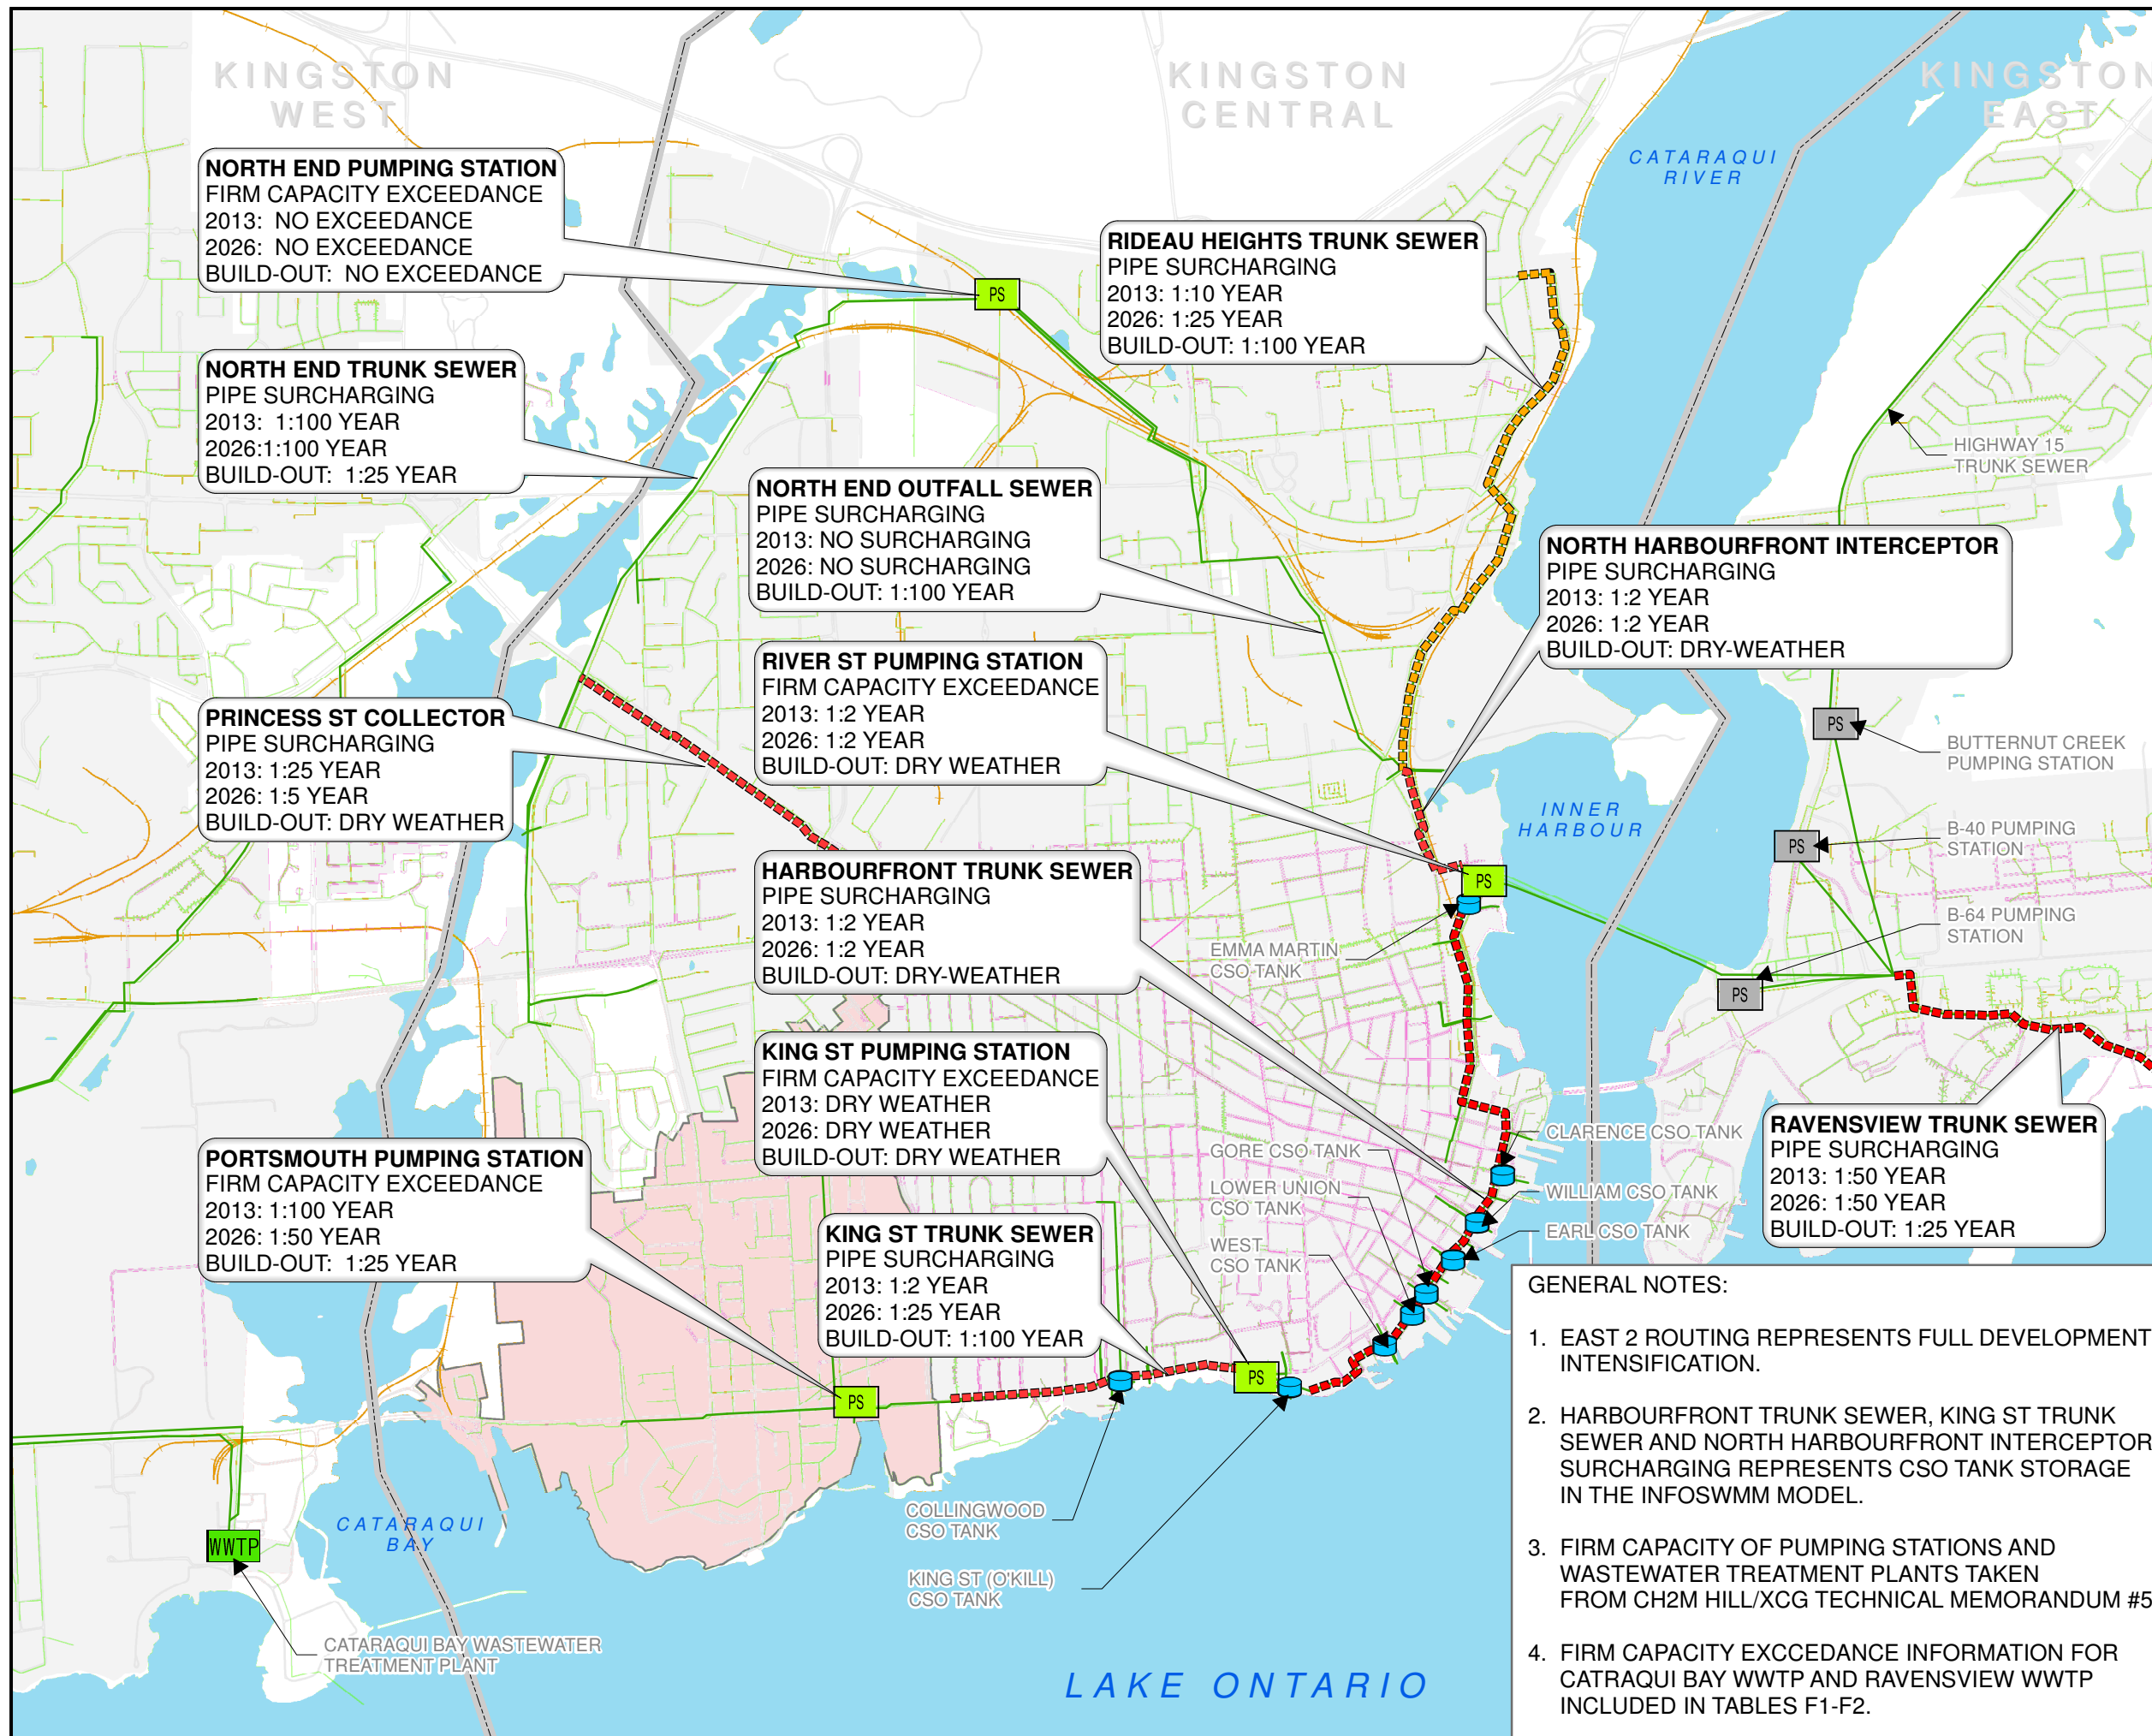 KINGSTON
WEST
KINGSTON
CENTRAL
KINGSTON
EAST
CATARAQUI
RIVER
NORTH END PUMPING STATION
FIRM CAPACITY EXCEEDANCE
2013: NO EXCEEDANCE
2026: NO EXCEEDANCE
BUILD-OUT: NO EXCEEDANCE
PS
RIDEAU HEIGHTS TRUNK SEWER
PIPE SURCHARGING
2013: 1:10 YEAR
2026: 1:25 YEAR
BUILD-OUT: 1:100 YEAR
NORTH END TRUNK SEWER
PIPE SURCHARGING
2013: 1:100 YEAR
2026:1:100 YEAR
BUILD-OUT: 1:25 YEAR
HIGHWAY 15
TRUNK SEWER
NORTH END OUTFALL SEWER
PIPE SURCHARGING
2013: NO SURCHARGING
2026: NO SURCHARGING
BUILD-OUT: 1:100 YEAR
NORTH HARBOURFRONT INTERCEPTOR
PIPE SURCHARGING
2013: 1:2 YEAR
2026: 1:2 YEAR
BUILD-OUT: DRY-WEATHER
RIVER ST PUMPING STATION
FIRM CAPACITY EXCEEDANCE
2013: 1:2 YEAR
2026: 1:2 YEAR
BUILD-OUT: DRY WEATHER
PRINCESS ST COLLECTOR
PIPE SURCHARGING
2013: 1:25 YEAR
2026: 1:5 YEAR
BUILD-OUT: DRY WEATHER
PS
BUTTERNUT CREEK
PUMPING STATION
INNER
HARBOUR
PS
B-40 PUMPING
STATION
HARBOURFRONT TRUNK SEWER
PIPE SURCHARGING
2013: 1:2 YEAR
2026: 1:2 YEAR
BUILD-OUT: DRY-WEATHER
PS
EMMA MARTIN
CSO TANK
B-64 PUMPING
STATION
PS
KING ST PUMPING STATION
FIRM CAPACITY EXCEEDANCE
2013: DRY WEATHER
2026: DRY WEATHER
BUILD-OUT: DRY WEATHER
PORTSMOUTH PUMPING STATION
FIRM CAPACITY EXCEEDANCE
2013: 1:100 YEAR
2026: 1:50 YEAR
BUILD-OUT: 1:25 YEAR
RAVENSVIEW TRUNK SEWER
PIPE SURCHARGING
2013: 1:50 YEAR
2026: 1:50 YEAR
BUILD-OUT: 1:25 YEAR
CLARENCE CSO TANK
GORE CSO TANK
LOWER UNION
CSO TANK
WILLIAM CSO TANK
EARL CSO TANK
WEST
CSO TANK
KING ST TRUNK SEWER
PIPE SURCHARGING
2013: 1:2 YEAR
2026: 1:25 YEAR
BUILD-OUT: 1:100 YEAR
PS
PS
COLLINGWOOD
CSO TANK
KING ST (O'KILL)
CSO TANK
CATARAQUI
BAY
WWTP
CATARAQUI BAY WASTEWATER
TREATMENT PLANT
LAKE ONTARIO
GENERAL NOTES:
1. EAST 2 ROUTING REPRESENTS FULL DEVELOPMENT
INTENSIFICATION.
2. HARBOURFRONT TRUNK SEWER, KING ST TRUNK
SEWER AND NORTH HARBOURFRONT INTERCEPTOR
SURCHARGING REPRESENTS CSO TANK STORAGE
IN THE INFOSWMM MODEL.
3. FIRM CAPACITY OF PUMPING STATIONS AND
WASTEWATER TREATMENT PLANTS TAKEN
FROM CH2M HILL/XCG TECHNICAL MEMORANDUM #5
4. FIRM CAPACITY EXCCEDANCE INFORMATION FOR
CATRAQUI BAY WWTP AND RAVENSVIEW WWTP
INCLUDED IN TABLES F1-F2.